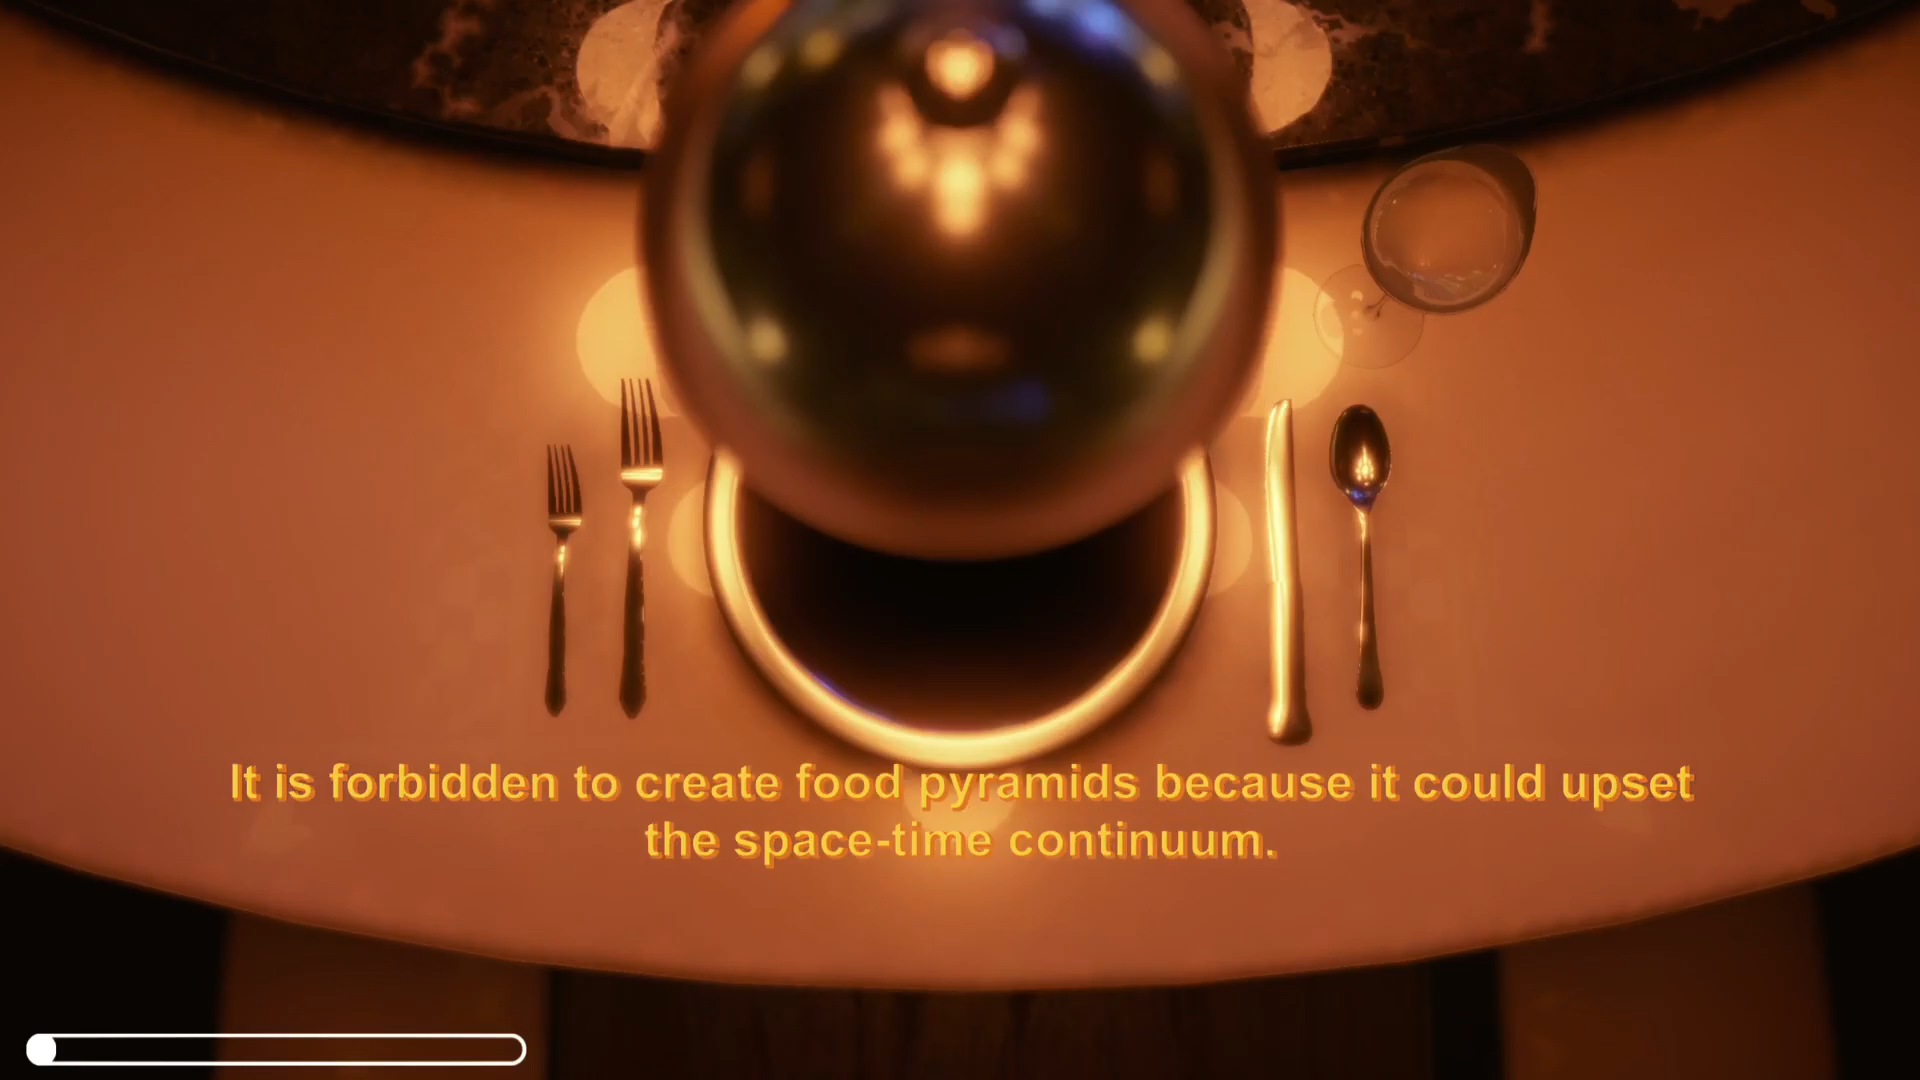 It is forbidden to create food pyramids because it could upset
the space-time continuum.